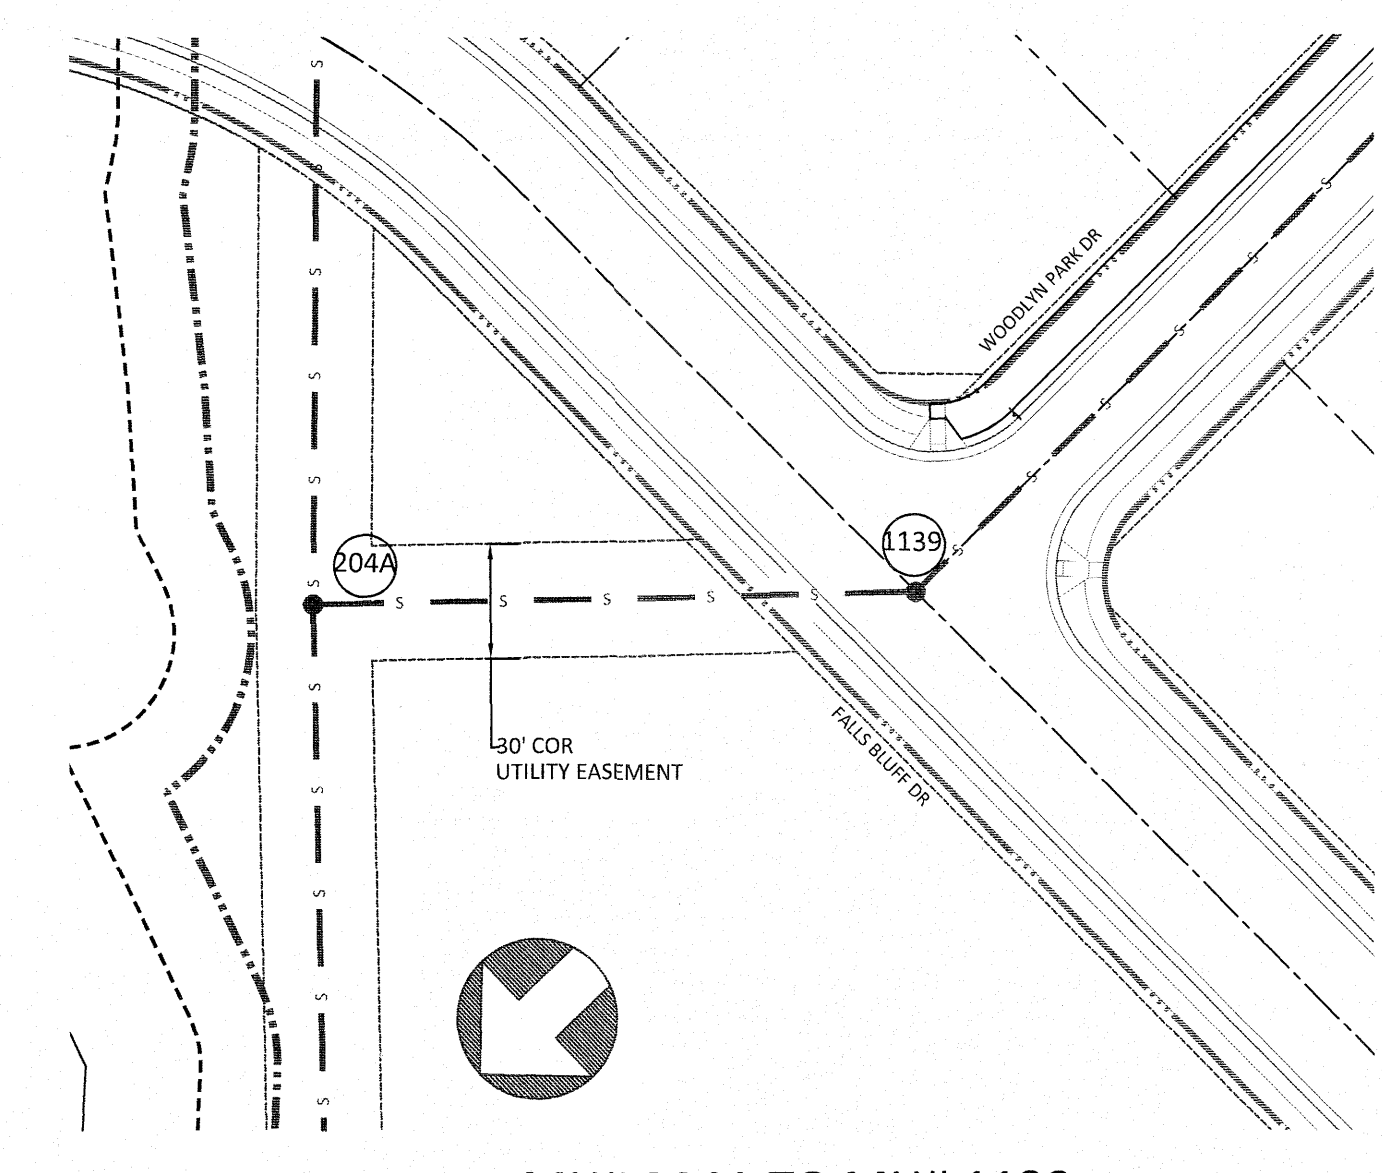 WOODLYN PARK DR
1139
204A
30' COR
UTILITY EASEMENT
FALLS BLUFF DR